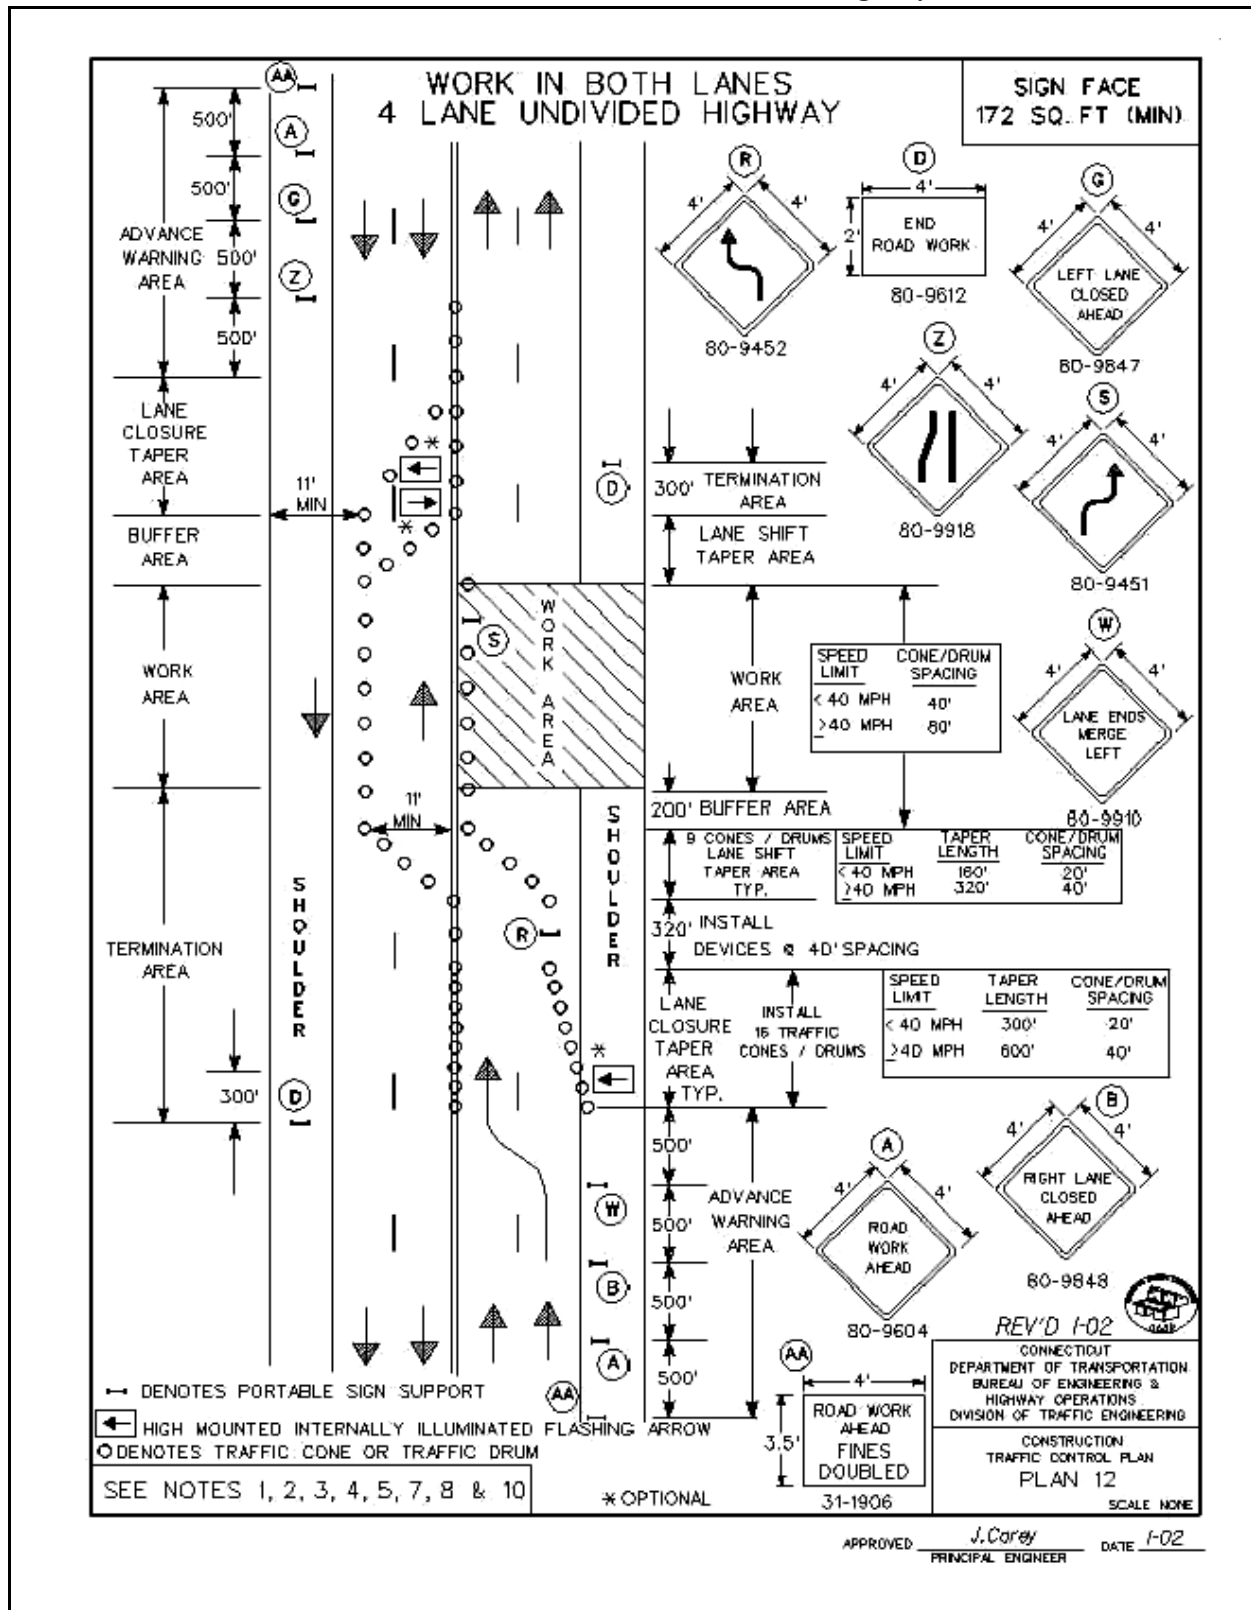 WORK IN BOTH LANES
4 LANE UNDIVIDED HIGHWAY
SIGN FACE
172 SQ. FT (MIN)
AA
500'
A
500'
G
ADVANCE
WARNING
AREA
500'
Z
500'
LANE
CLOSURE
TAPER
AREA
11'
MIN
BUFFER
AREA
WORK
AREA
TERMINATION
AREA
300'
D
SHOULDER
*
*
D
300'
TERMINATION
AREA
LANE SHIFT
TAPER AREA
WORK AREA
S
WORK
AREA
11'
MIN
200' BUFFER AREA
SHOULDER
9 CONES / DRUMS
LANE SHIFT
TAPER AREA
TYP.
R
320' INSTALL
DEVICES @ 40' SPACING
LANE
CLOSURE
TAPER
AREA
TYP.
INSTALL
16 TRAFFIC
CONES / DRUMS
*
500'
W
500'
ADVANCE
WARNING
AREA
B
500'
A
500'
AA
R
4' 4'
80-9452
D
4'
2'
END
ROAD WORK
80-9612
G
4' 4'
LEFT LANE
CLOSED
AHEAD
80-9847
Z
4' 4'
80-9918
S
4' 4'
80-9451
W
4' 4'
LANE ENDS
MERGE
LEFT
80-9910
SPEED LIMIT CONE/DRUM SPACING
< 40 MPH 40'
≥40 MPH 80'
SPEED LIMIT TAPER LENGTH CONE/DRUM SPACING
< 40 MPH 160' 20'
≥40 MPH 320' 40'
SPEED LIMIT TAPER LENGTH CONE/DRUM SPACING
< 40 MPH 300' 20'
≥40 MPH 600' 40'
A
4' 4'
ROAD
WORK
AHEAD
80-9604
B
4' 4'
RIGHT LANE
CLOSED
AHEAD
80-9848
AA
4'
3.5'
ROAD WORK
AHEAD
FINES
DOUBLED
31-1906
DENOTES PORTABLE SIGN SUPPORT
HIGH MOUNTED INTERNALLY ILLUMINATED FLASHING ARROW
DENOTES TRAFFIC CONE OR TRAFFIC DRUM
SEE NOTES 1, 2, 3, 4, 5, 7, 8 & 10
* OPTIONAL
REV'D 1-02
CONNECTICUT
DEPARTMENT OF TRANSPORTATION
BUREAU OF ENGINEERING &
HIGHWAY OPERATIONS
DIVISION OF TRAFFIC ENGINEERING
CONSTRUCTION
TRAFFIC CONTROL PLAN
PLAN 12
SCALE NONE
APPROVED J. Carey DATE 1-02
PRINCIPAL ENGINEER